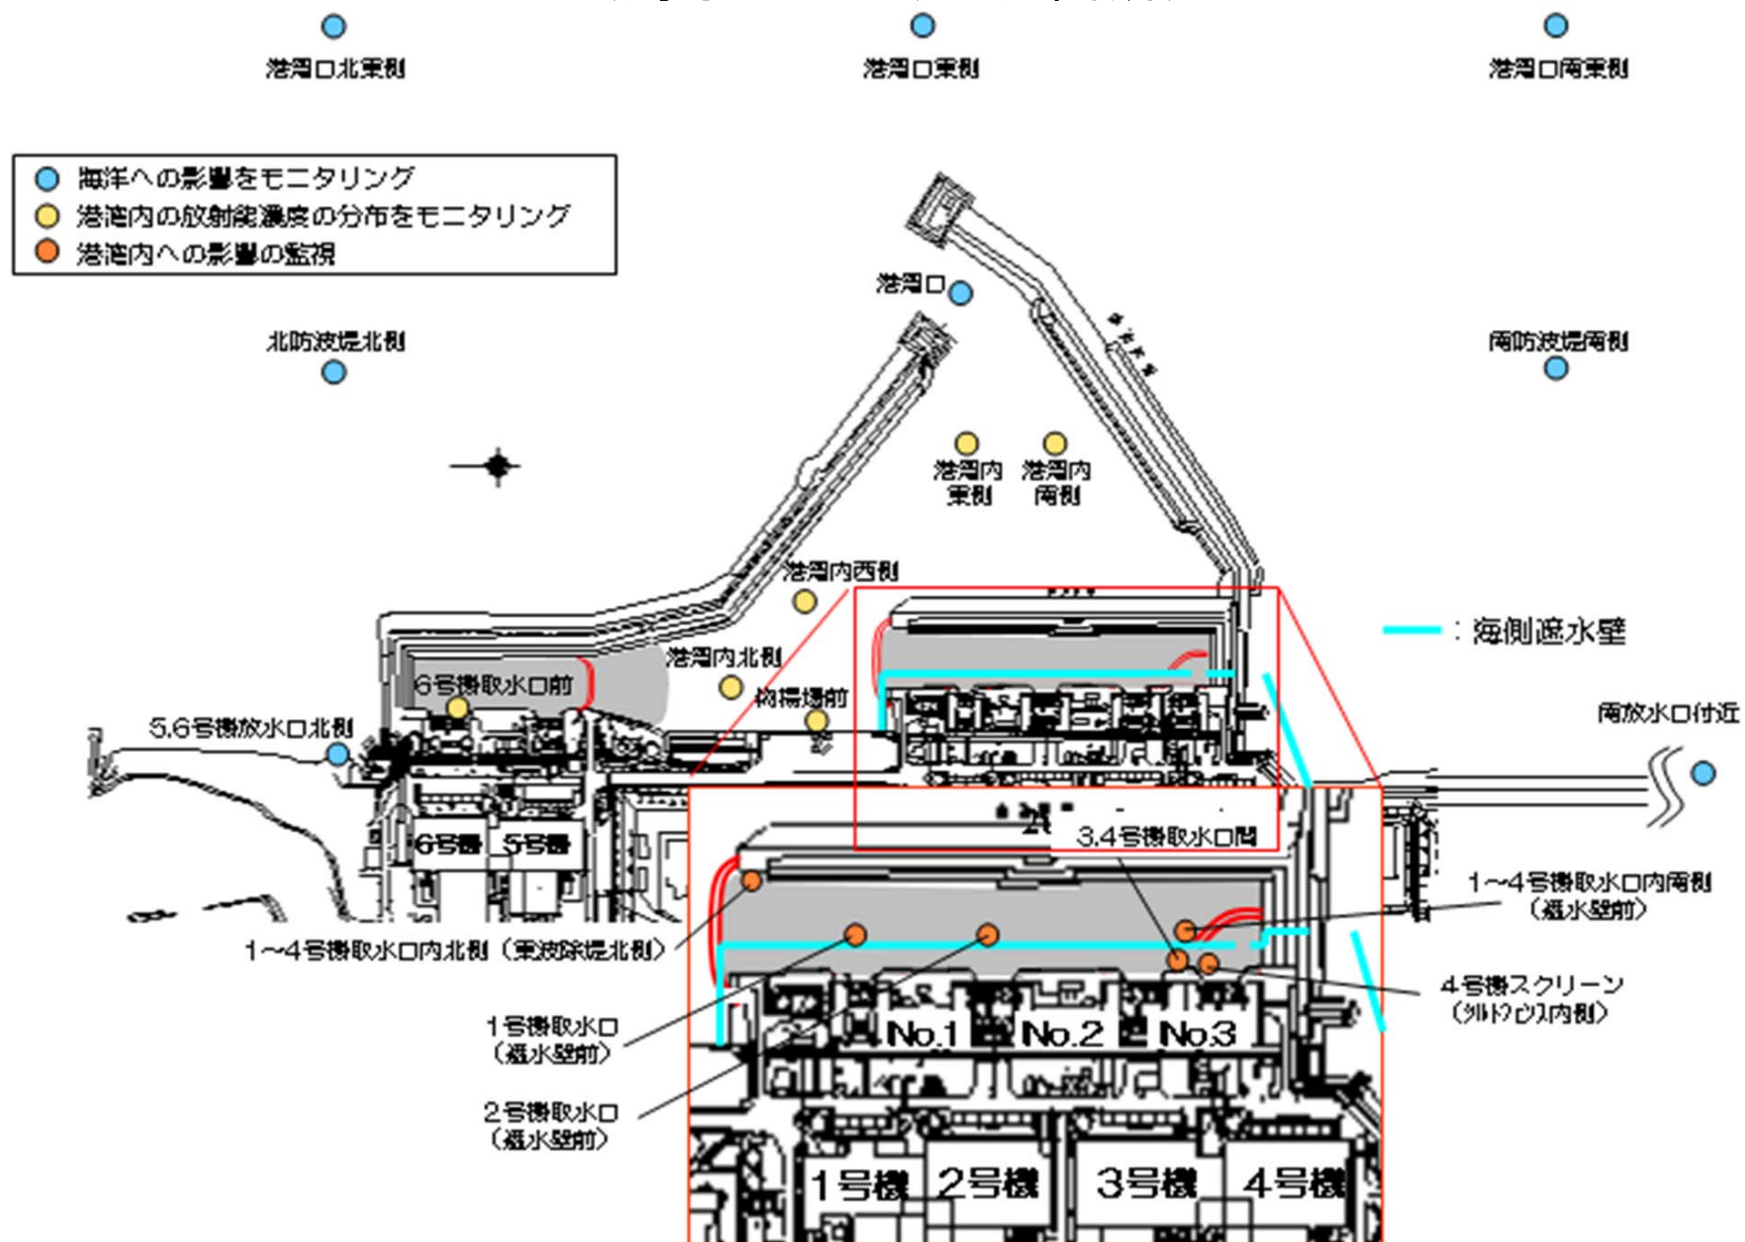 港湾口北東側
港湾口東側
港湾口南東側
海洋への影響をモニタリング
港湾内の放射能濃度の分布をモニタリング
港湾内への影響の監視
港湾口
北防波堤北側
南防波堤南側
港湾内
東側
港湾内
南側
港湾内西側
:海側遮水壁
港湾内北側
6号機取水口前
物揚場前
5,6号機放水口北側
南放水口付近
6号機
5号機
3,4号機取水口間
1～4号機取水口内南側
(遮水壁前)
1～4号機取水口内北側(東波除堤北側)
4号機スクリーン
(シルトフェンス内側)
1号機取水口
(遮水壁前)
No.1
No.2
No.3
2号機取水口
(遮水壁前)
1号機
2号機
3号機
4号機